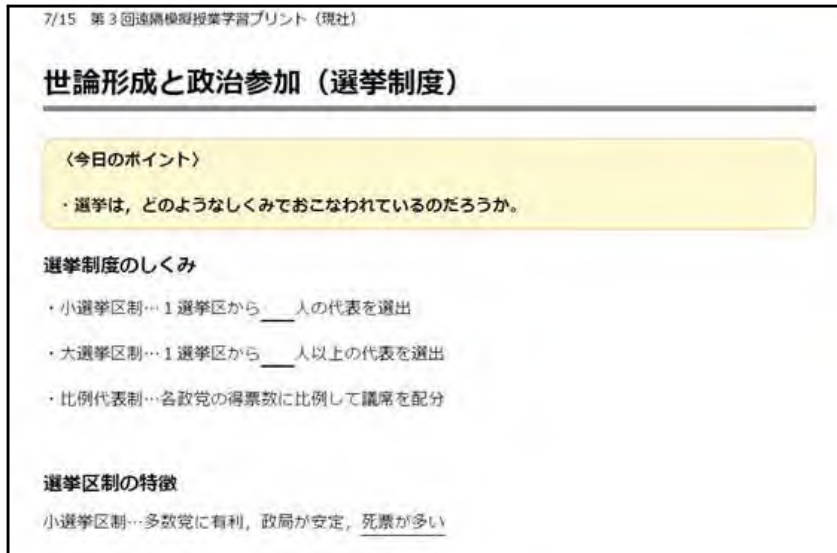 7/15 第3回遠隔模擬授業学習プリント（現社）
世論形成と政治参加（選挙制度）
〈今日のポイント〉
・選挙は，どのようなしくみでおこなわれているのだろうか。
選挙制度のしくみ
・小選挙区制…1選挙区から___人の代表を選出
・大選挙区制…1選挙区から___人以上の代表を選出
・比例代表制…各政党の得票数に比例して議席を配分
選挙区制の特徴
小選挙区制…多数党に有利，政局が安定，死票が多い